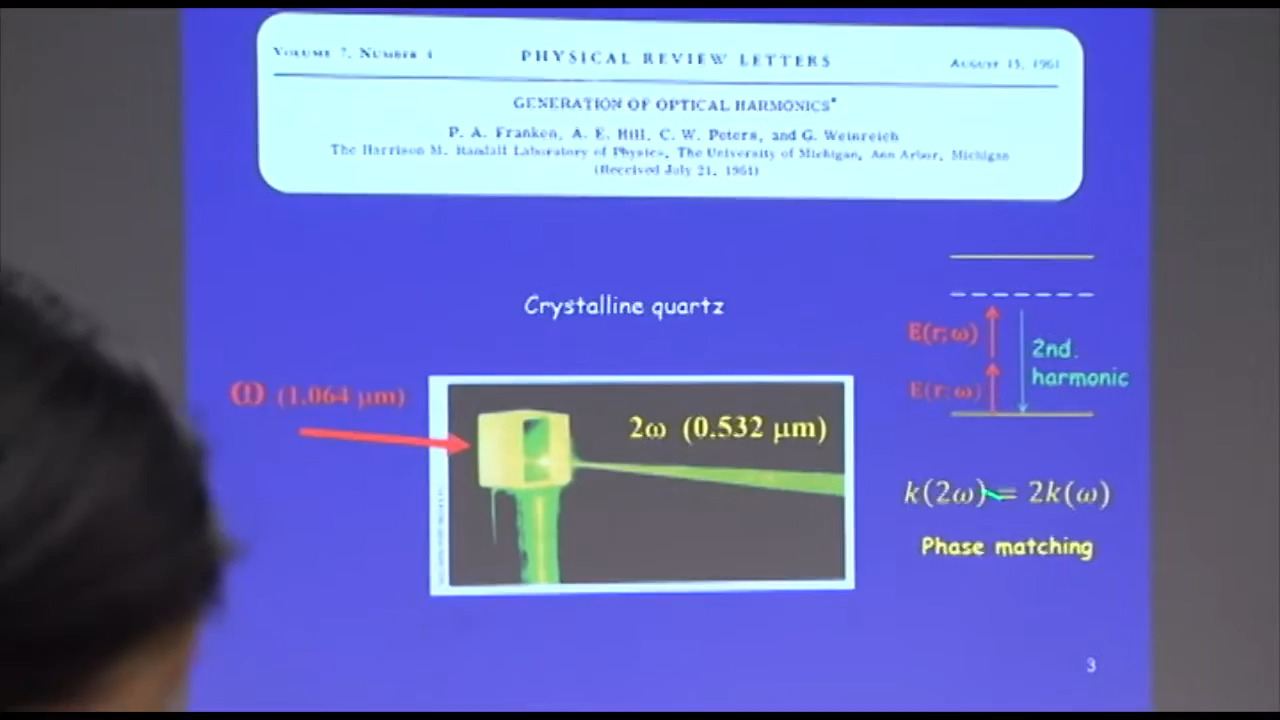 VOLUME 7, NUMBER 4 PHYSICAL REVIEW LETTERS AUGUST 15, 1961
GENERATION OF OPTICAL HARMONICS*
P. A. Franken, A. E. Hill, C. W. Peters, and G. Weinreich
The Harrison M. Randall Laboratory of Physics, The University of Michigan, Ann Arbor, Michigan
(Received July 21, 1961)
Crystalline quartz
ω (1.064 μm)
2ω (0.532 μm)
E(r;ω)
E(r;ω)
2nd.
harmonic
k(2ω) = 2k(ω)
Phase matching
3